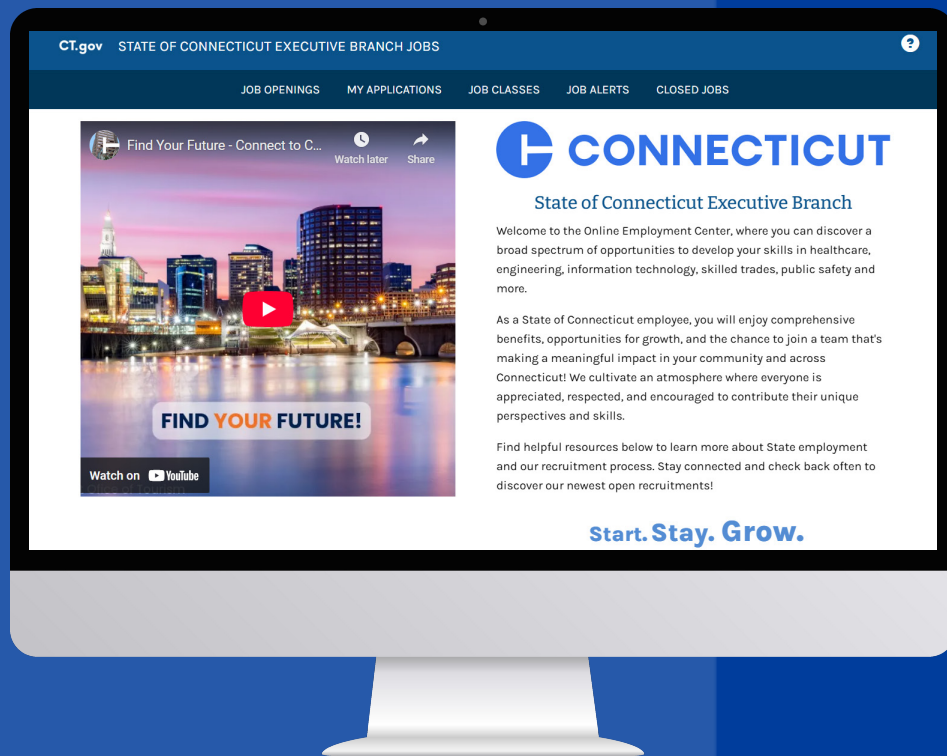 CT.gov STATE OF CONNECTICUT EXECUTIVE BRANCH JOBS
?
JOB OPENINGS MY APPLICATIONS JOB CLASSES JOB ALERTS CLOSED JOBS
Find Your Future - Connect to C...
Watch later Share
FIND YOUR FUTURE!
Watch on YouTube
CONNECTICUT
State of Connecticut Executive Branch
Welcome to the Online Employment Center, where you can discover a
broad spectrum of opportunities to develop your skills in healthcare,
engineering, information technology, skilled trades, public safety and
more.
As a State of Connecticut employee, you will enjoy comprehensive
benefits, opportunities for growth, and the chance to join a team that's
making a meaningful impact in your community and across
Connecticut! We cultivate an atmosphere where everyone is
appreciated, respected, and encouraged to contribute their unique
perspectives and skills.
Find helpful resources below to learn more about State employment
and our recruitment process. Stay connected and check back often to
discover our newest open recruitments!
Start. Stay. Grow.